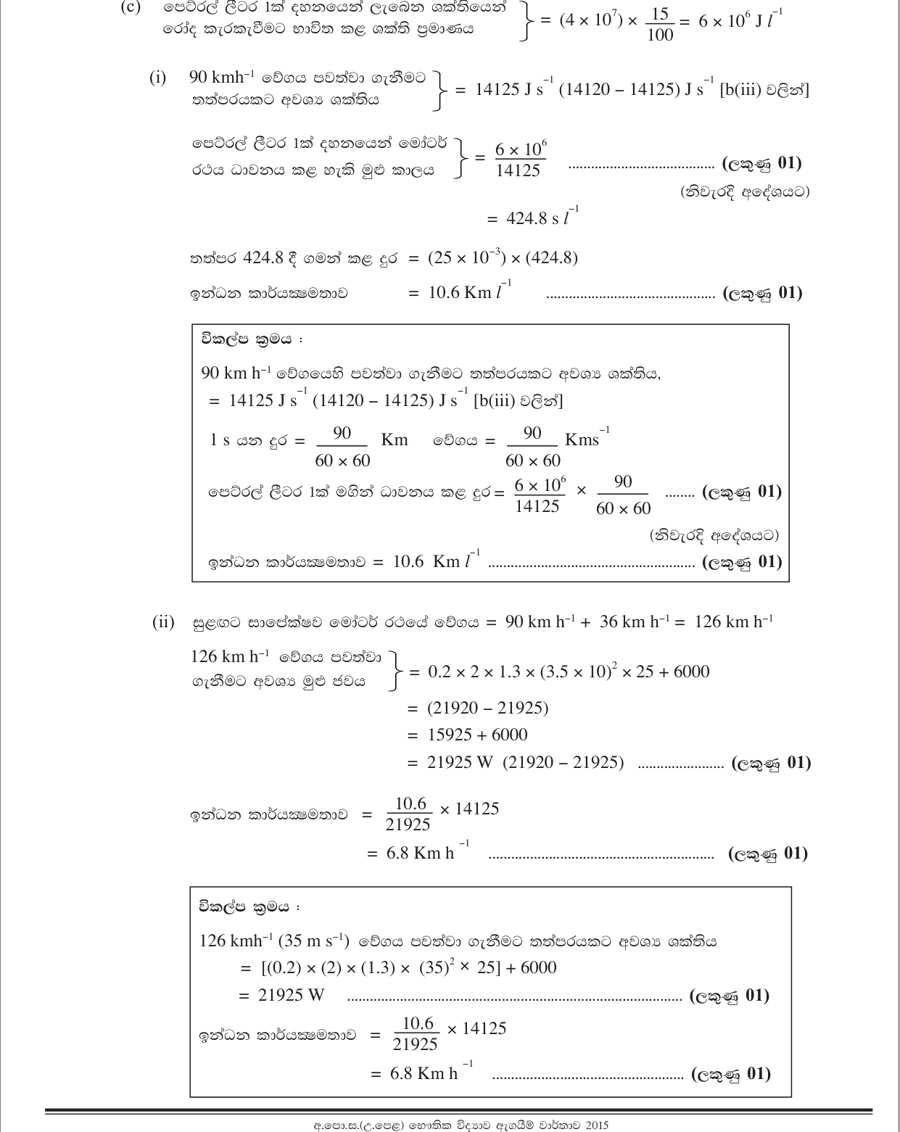 (c) පෙට්රල් ලීටර 1ක් දහනයෙන් ලැබෙන ශක්තියෙන්
රෝද කැරකැවීමට භාවිත කළ ශක්ති ප්‍රමාණය } = (4 × 10⁷) × 15/100 = 6 × 10⁶ J l⁻¹
(i) 90 kmh⁻¹ වේගය පවත්වා ගැනීමට
තත්පරයකට අවශ්‍ය ශක්තිය } = 14125 J s⁻¹ (14120 – 14125) J s⁻¹ [b(iii) වලින්]
පෙට්රල් ලීටර 1ක් දහනයෙන් මෝටර්
රථය ධාවනය කළ හැකි මුළු කාලය } = 6 × 10⁶/14125 ....................................... (ලකුණු 01)
(නිවැරදි අදේශයට)
= 424.8 s l⁻¹
තත්පර 424.8 දී ගමන් කළ දුර = (25 × 10⁻³) × (424.8)
ඉන්ධන කාර්යක්‍ෂමතාව = 10.6 Km l⁻¹ ............................................. (ලකුණු 01)
විකල්ප ක්‍රමය :
90 km h⁻¹ වේගයෙහි පවත්වා ගැනීමට තත්පරයකට අවශ්‍ය ශක්තිය,
= 14125 J s⁻¹ (14120 – 14125) J s⁻¹ [b(iii) වලින්]
1 s යන දුර = 90/60 × 60 Km වේගය = 90/60 × 60 Kms⁻¹
පෙට්රල් ලීටර 1ක් මගින් ධාවනය කළ දුර = 6 × 10⁶/14125 × 90/60 × 60 ........ (ලකුණු 01)
(නිවැරදි අදේශයට)
ඉන්ධන කාර්යක්‍ෂමතාව = 10.6 Km l⁻¹ ....................................................... (ලකුණු 01)
(ii) සුළඟට සාපේක්ෂව මෝටර් රථයේ වේගය = 90 km h⁻¹ + 36 km h⁻¹ = 126 km h⁻¹
126 km h⁻¹ වේගය පවත්වා
ගැනීමට අවශ්‍ය මුළු ජවය } = 0.2 × 2 × 1.3 × (3.5 × 10)² × 25 + 6000
= (21920 – 21925)
= 15925 + 6000
= 21925 W (21920 – 21925) ....................... (ලකුණු 01)
ඉන්ධන කාර්යක්‍ෂමතාව = 10.6/21925 × 14125
= 6.8 Km h⁻¹ ............................................................ (ලකුණු 01)
විකල්ප ක්‍රමය :
126 kmh⁻¹ (35 m s⁻¹) වේගය පවත්වා ගැනීමට තත්පරයකට අවශ්‍ය ශක්තිය
= [(0.2) × (2) × (1.3) × (35)² × 25] + 6000
= 21925 W ......................................................................................... (ලකුණු 01)
ඉන්ධන කාර්යක්‍ෂමතාව = 10.6/21925 × 14125
= 6.8 Km h⁻¹ ................................................... (ලකුණු 01)
අ.පො.ස.(උ.පෙළ) භෞතික විද්‍යාව ඇගයීම් වාර්තාව 2015